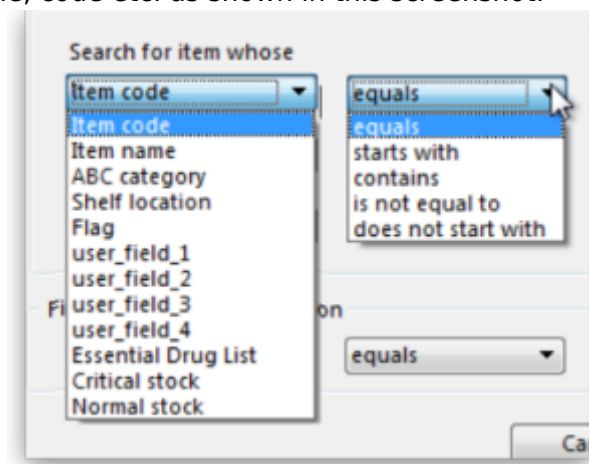 code etc. as shown in this screenshot.
Search for item whose
Item code
equals
Item code
Item name
ABC category
Shelf location
Flag
user_field_1
user_field_2
user_field_3
user_field_4
Essential Drug List
Critical stock
Normal stock
equals
starts with
contains
is not equal to
does not start with
Fi
on
equals
Ca